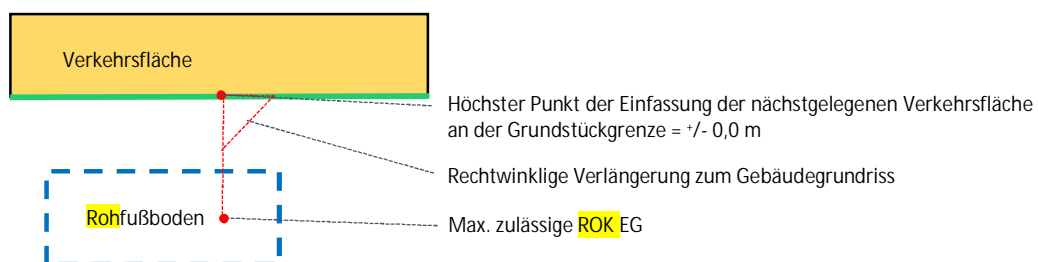 Verkehrsfläche
Höchster Punkt der Einfassung der nächstgelegenen Verkehrsfläche
an der Grundstückgrenze = +/- 0,0 m
Rechtwinklige Verlängerung zum Gebäudegrundriss
Rohfußboden
Max. zulässige ROK EG